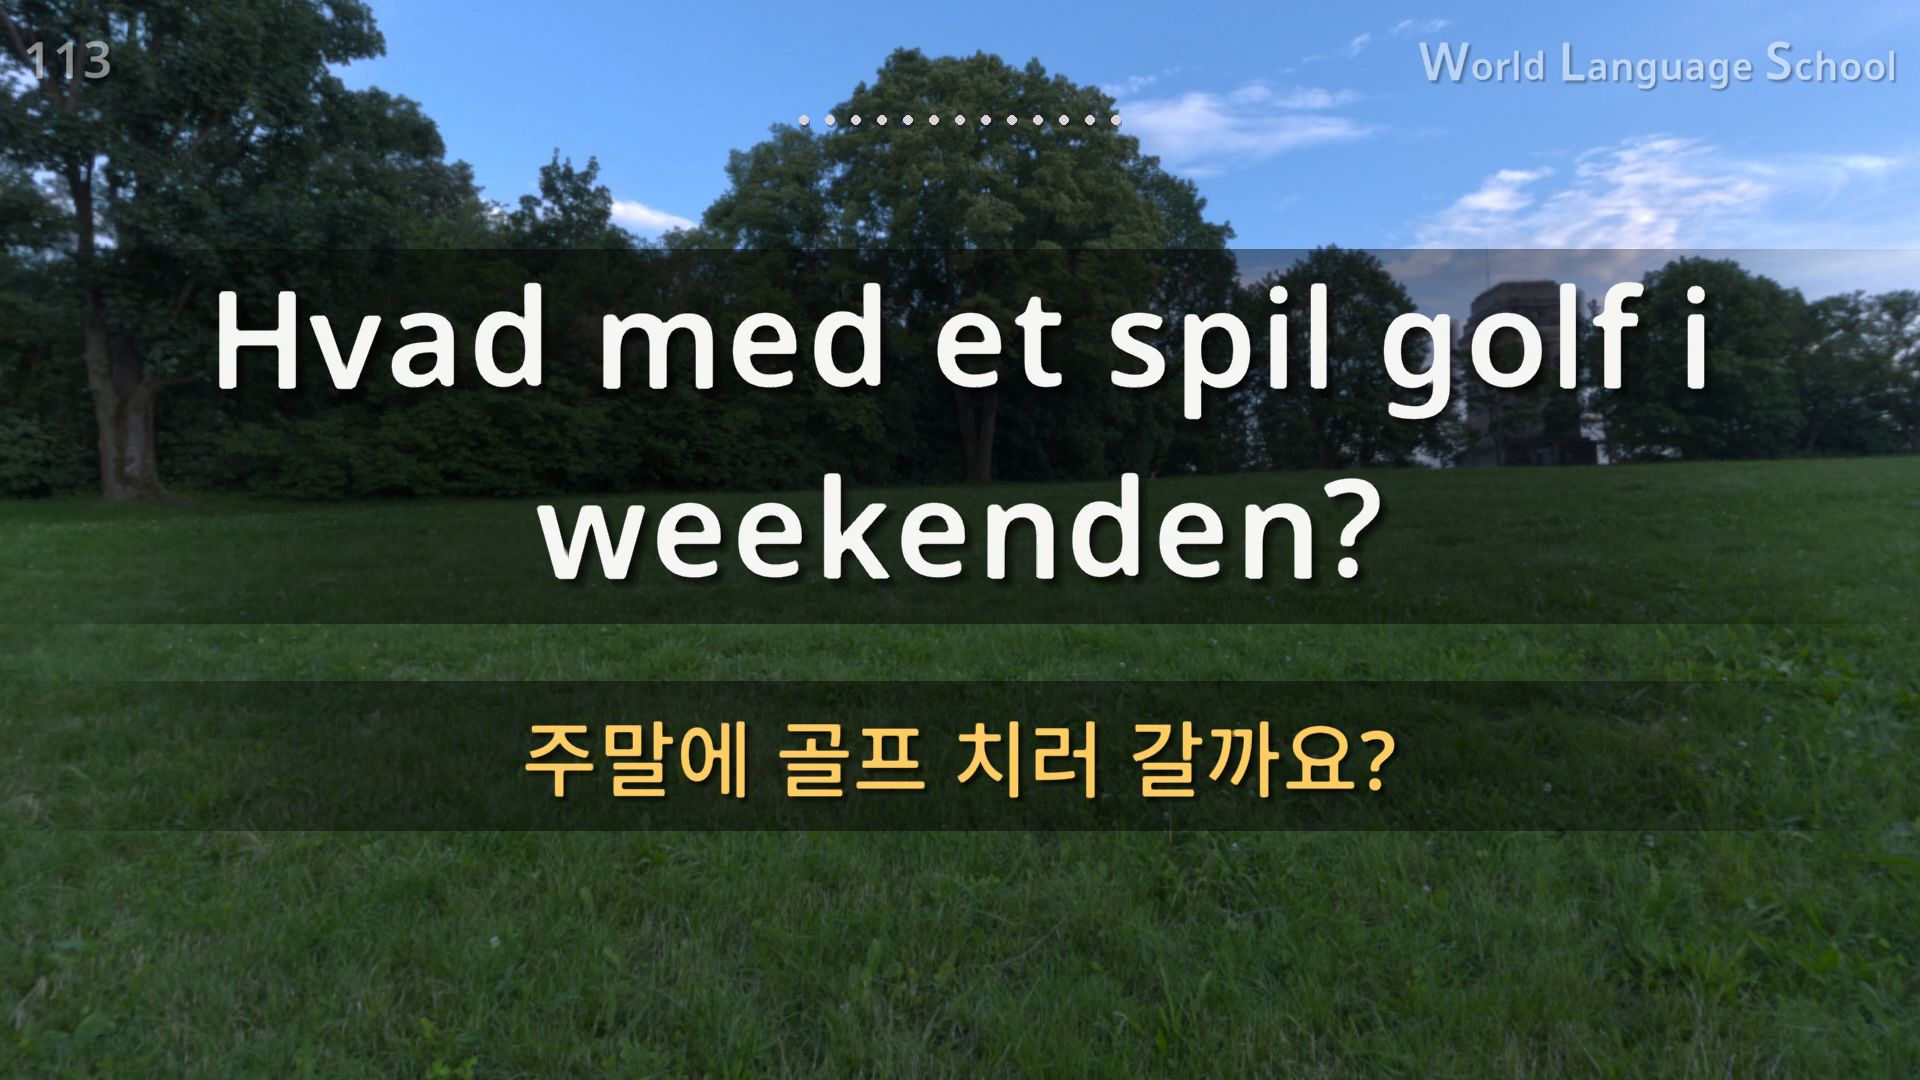 113
World Language School
Hvad med et spil golf i
weekenden?
주말에 골프 치러 갈까요?